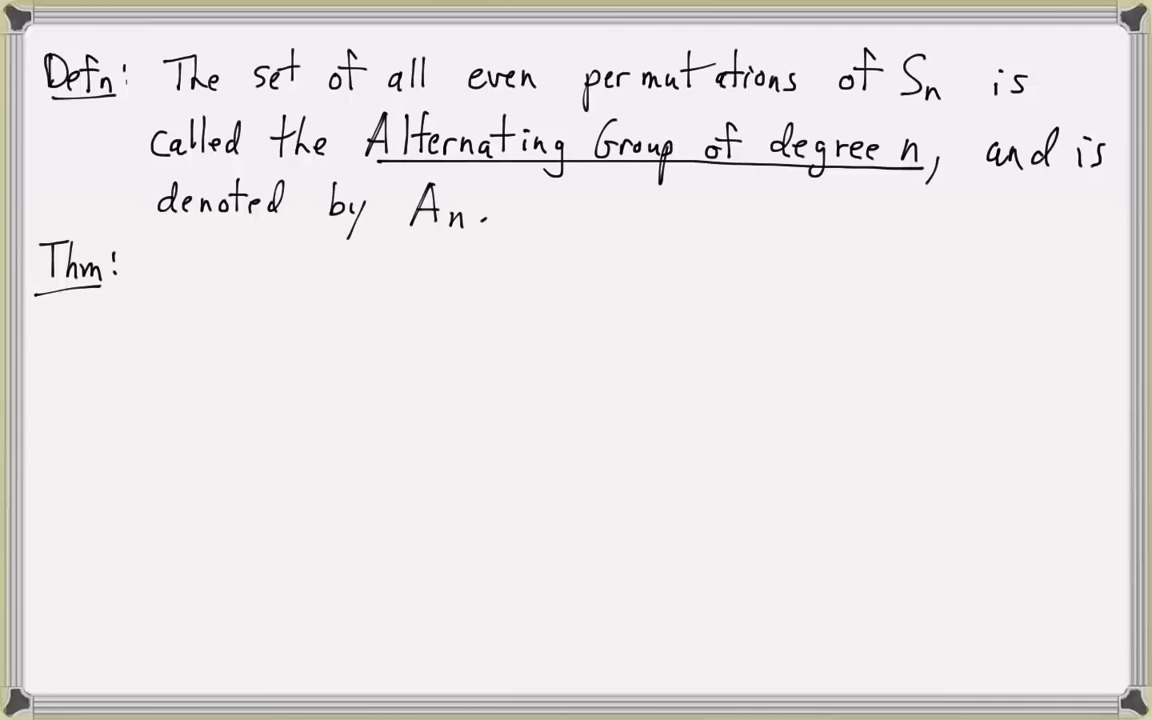 Defn: The set of all even permutations of Sn is
called the Alternating Group of degree n, and is
denoted by An.
Thm: